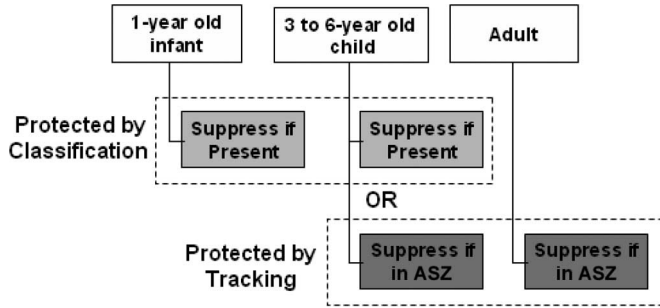 1-year old
infant
3 to 6-year old
child
Adult
Protected by
Classification
Suppress if
Present
Suppress if
Present
OR
Protected by
Tracking
Suppress if
in ASZ
Suppress if
in ASZ